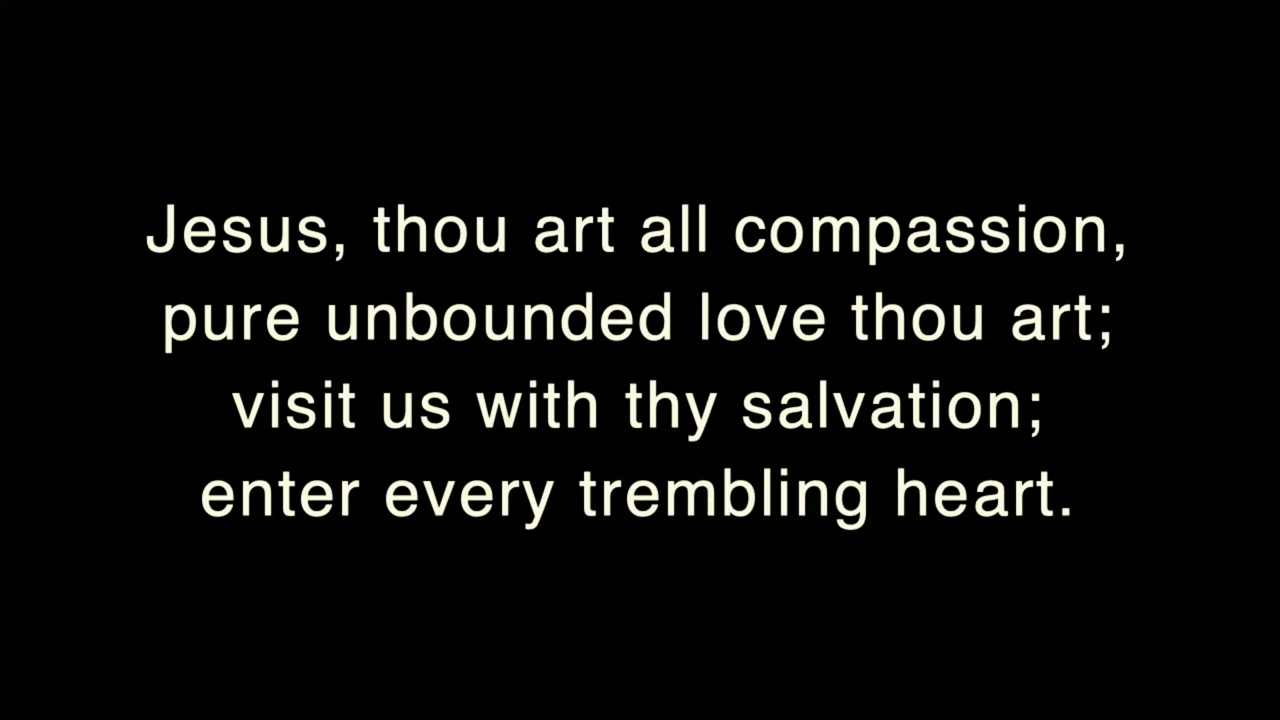 Jesus, thou art all compassion,
pure unbounded love thou art;
visit us with thy salvation;
enter every trembling heart.